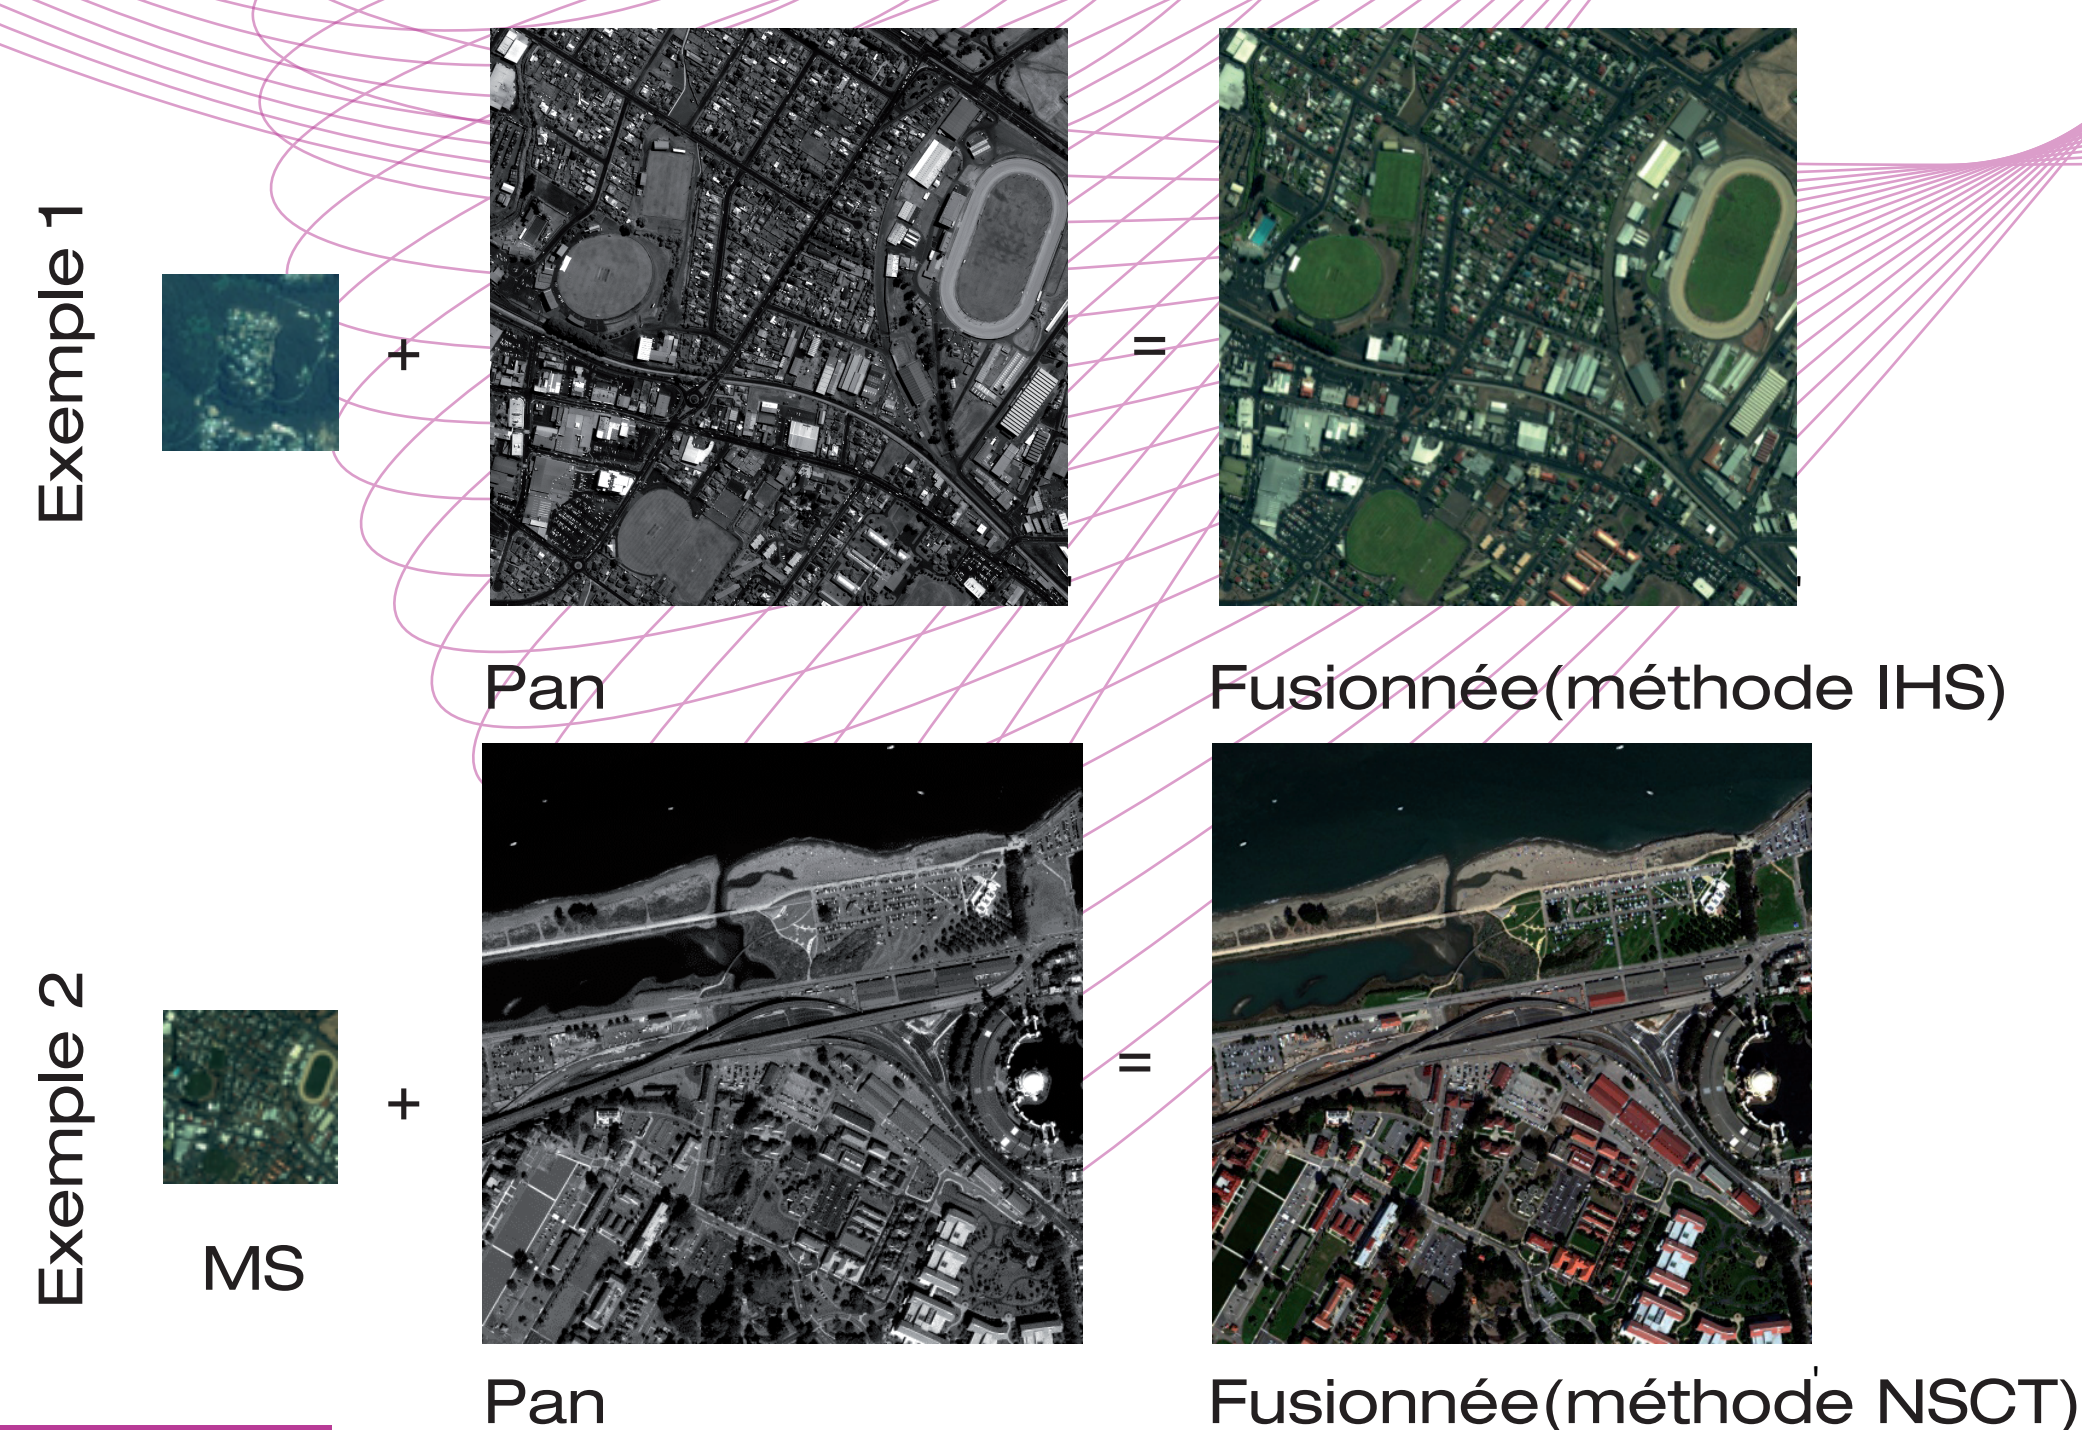 Exemple 1
+
=
Pan
Fusionnée(méthode IHS)
Exemple 2
+
=
MS
Pan
Fusionnée(méthode NSCT)